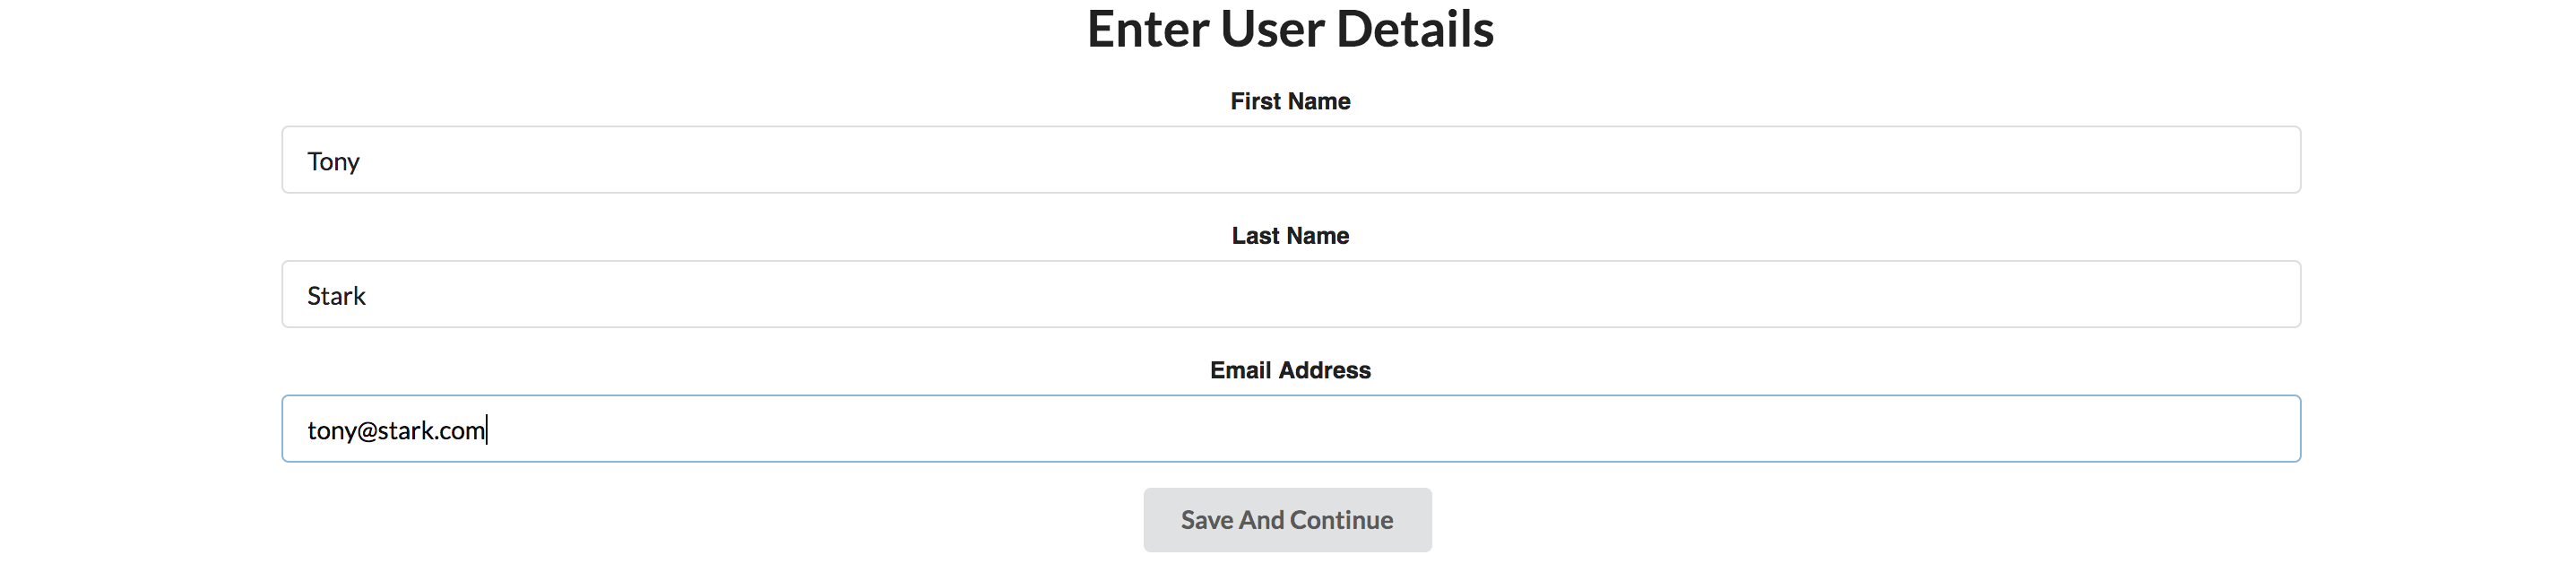 Enter User Details
First Name
Tony
Last Name
Stark
Email Address
tony@stark.com
Save And Continue